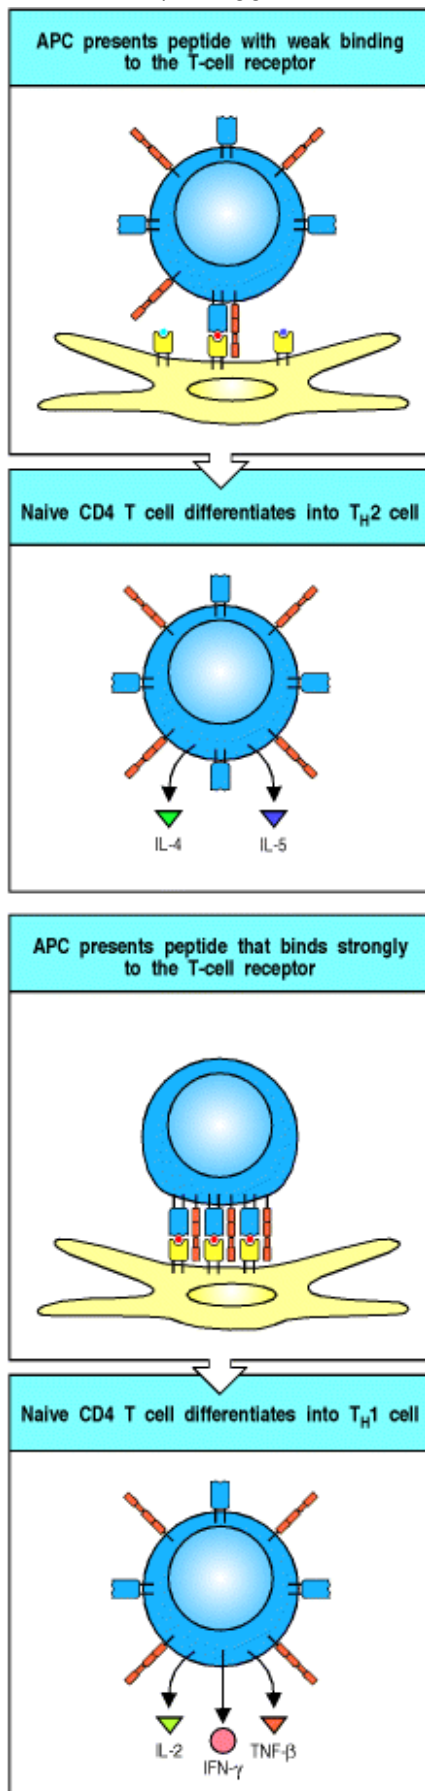 APC presents peptide with weak binding
to the T-cell receptor
Naive CD4 T cell differentiates into TH2 cell
IL-4
IL-5
APC presents peptide that binds strongly
to the T-cell receptor
Naive CD4 T cell differentiates into TH1 cell
IL-2
IFN-γ
TNF-β